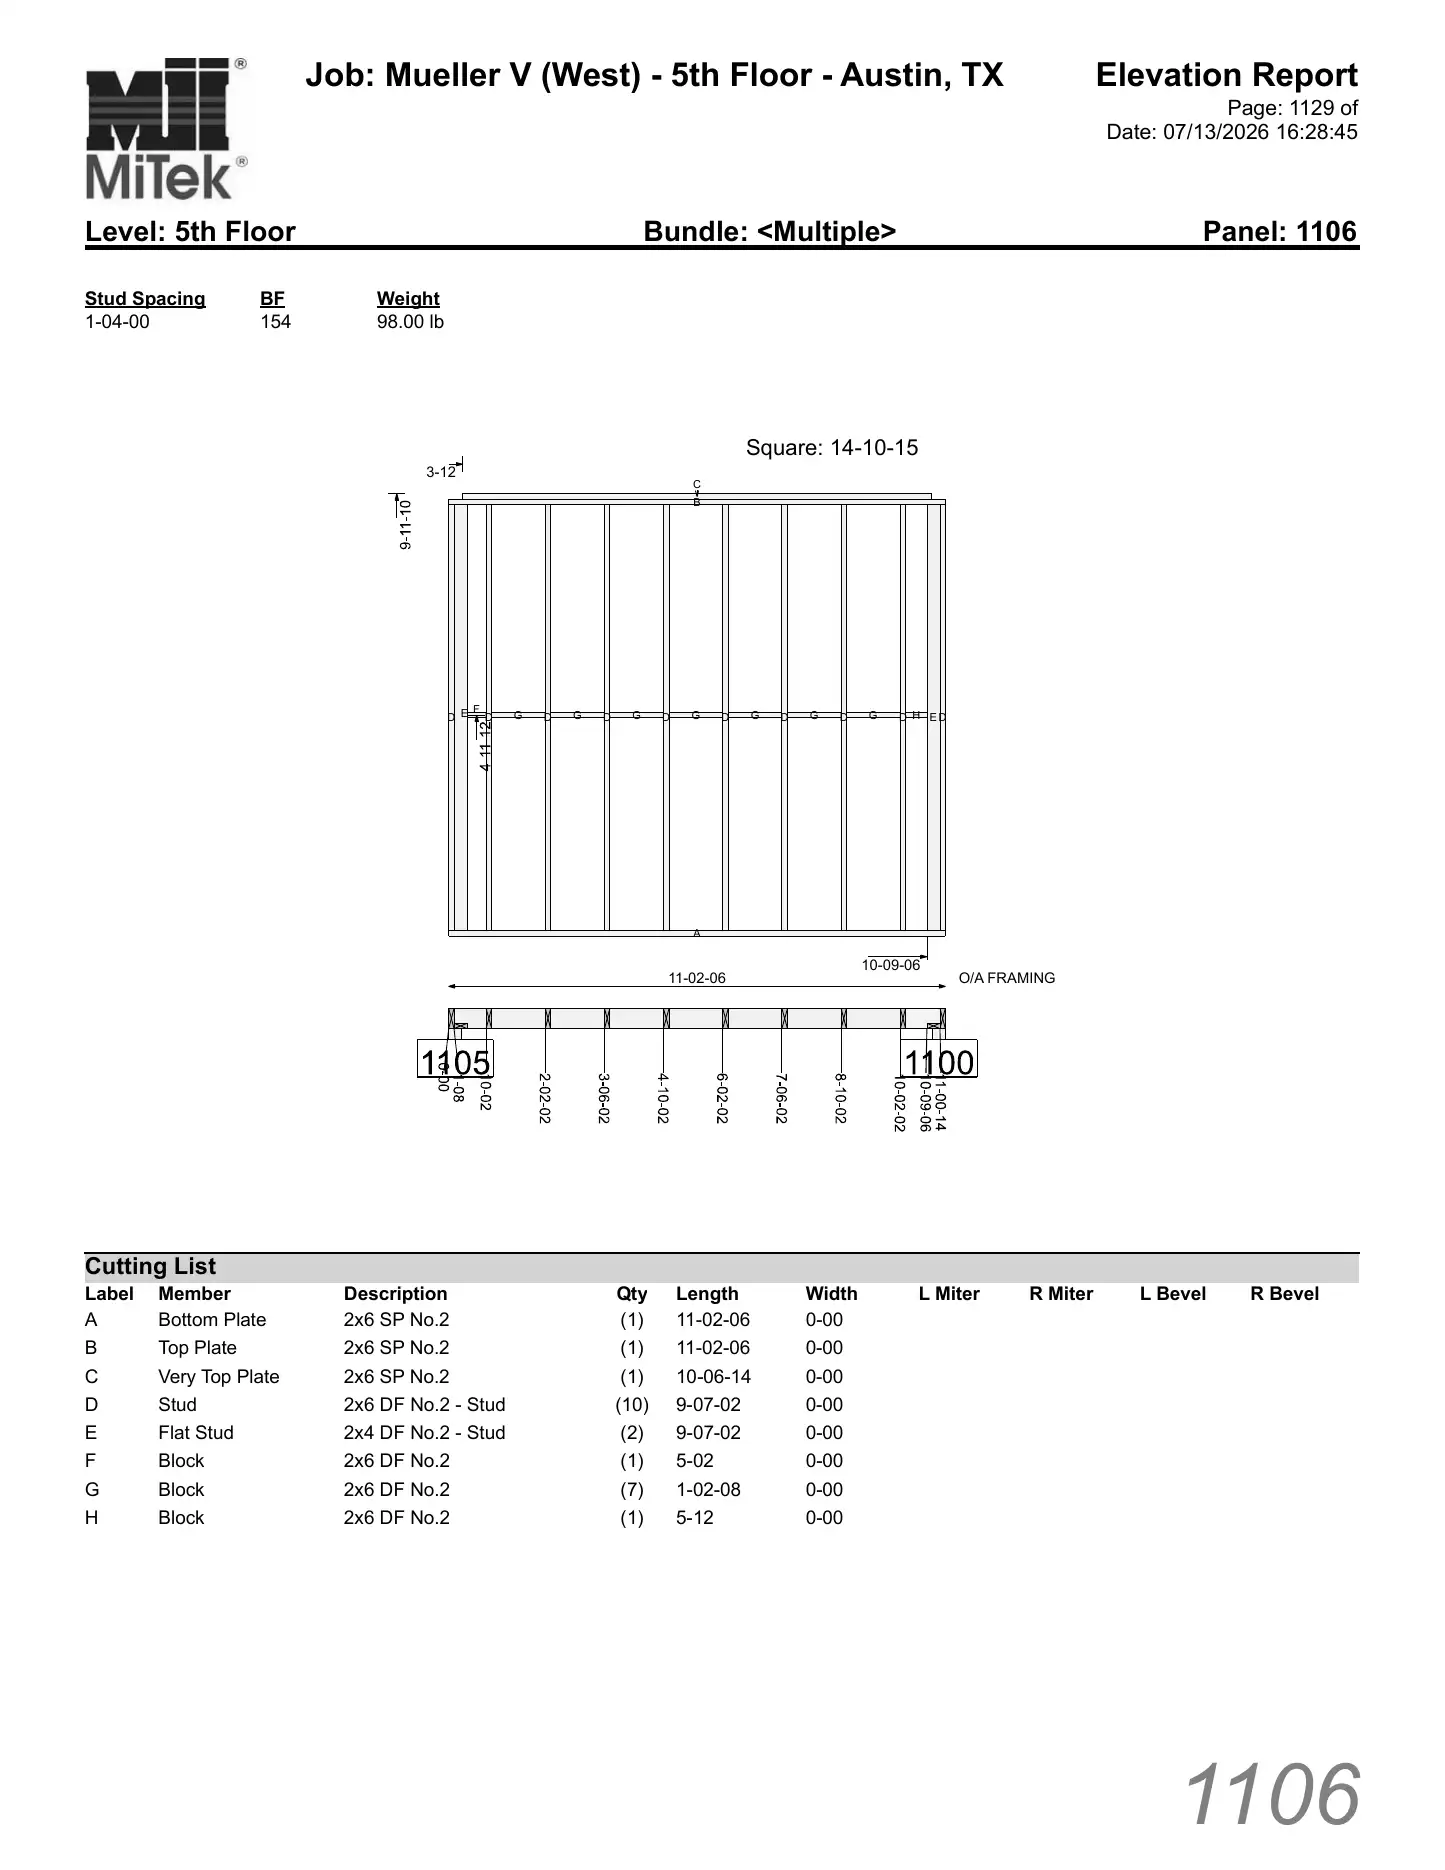 Job: Mueller V (West) - 5th Floor - Austin, TX
Elevation Report
Page: 1129 of
Date: 07/13/2026 16:28:45
MiTek®
Level: 5th Floor Bundle: <Multiple> Panel: 1106
Stud Spacing BF Weight
1-04-00 154 98.00 lb
Square: 14-10-15
3-12
C
B
9-11-10
D E F D G D G D G D G D G D G D G D H E D
4-11-12
A
10-09-06
11-02-06 O/A FRAMING
1105 1100
0-00 1-08 10-02 2-02-02 3-06-02 4-10-02 6-02-02 7-06-02 8-10-02 10-02-02 10-09-06 11-00-14
Cutting List
Label Member Description Qty Length Width L Miter R Miter L Bevel R Bevel
A Bottom Plate 2x6 SP No.2 (1) 11-02-06 0-00
B Top Plate 2x6 SP No.2 (1) 11-02-06 0-00
C Very Top Plate 2x6 SP No.2 (1) 10-06-14 0-00
D Stud 2x6 DF No.2 - Stud (10) 9-07-02 0-00
E Flat Stud 2x4 DF No.2 - Stud (2) 9-07-02 0-00
F Block 2x6 DF No.2 (1) 5-02 0-00
G Block 2x6 DF No.2 (7) 1-02-08 0-00
H Block 2x6 DF No.2 (1) 5-12 0-00
1106